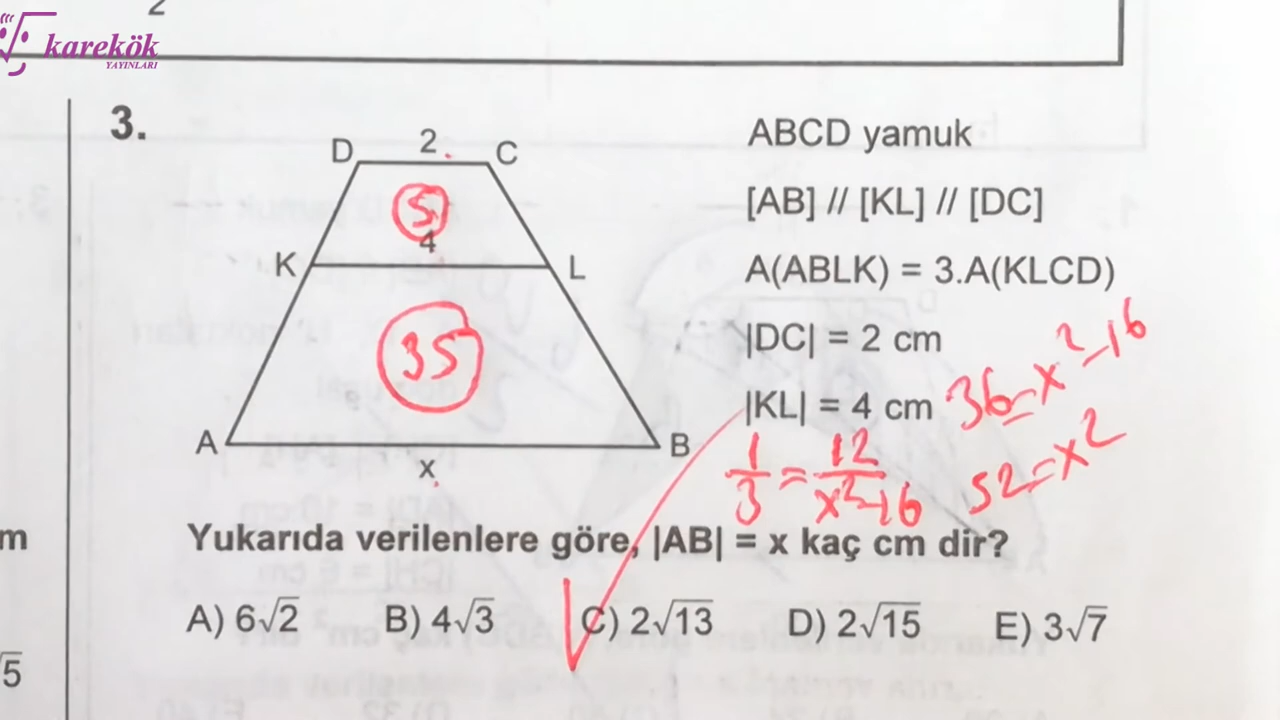 karekök
YAYINLARI
2
3.
D 2 C
S
4
K L
3S
A B
x
ABCD yamuk
[AB] // [KL] // [DC]
A(ABLK) = 3.A(KLCD)
|DC| = 2 cm
|KL| = 4 cm
1/3 = 12/x²-16
36=x²-16
52=x²
Yukarıda verilenlere göre, |AB| = x kaç cm dir?
A) 6√2 B) 4√3 C) 2√13 D) 2√15 E) 3√7
m
√5